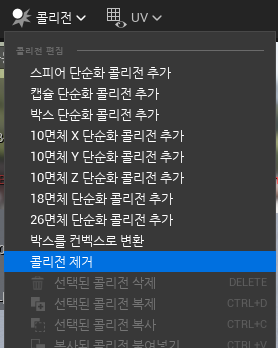 콜리전 UV
콜리전 편집
스피어 단순화 콜리전 추가
캡슐 단순화 콜리전 추가
박스 단순화 콜리전 추가
10면체 X 단순화 콜리전 추가
10면체 Y 단순화 콜리전 추가
10면체 Z 단순화 콜리전 추가
18면체 단순화 콜리전 추가
26면체 단순화 콜리전 추가
박스를 컨벡스로 변환
콜리전 제거
선택된 콜리전 삭제 DELETE
선택된 콜리전 복제 CTRL+D
선택된 콜리전 복사 CTRL+C
복사된 콜리전 붙여넣기 CTRL+V